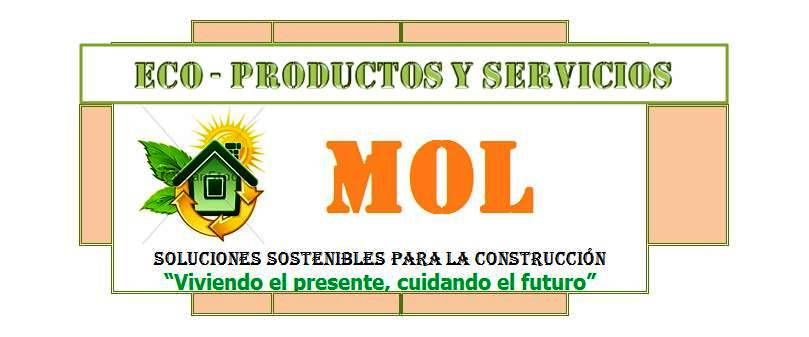 ECO - PRODUCTOS Y SERVICIOS
MOL
SOLUCIONES SOSTENIBLES PARA LA CONSTRUCCIÓN
“Viviendo el presente, cuidando el futuro”